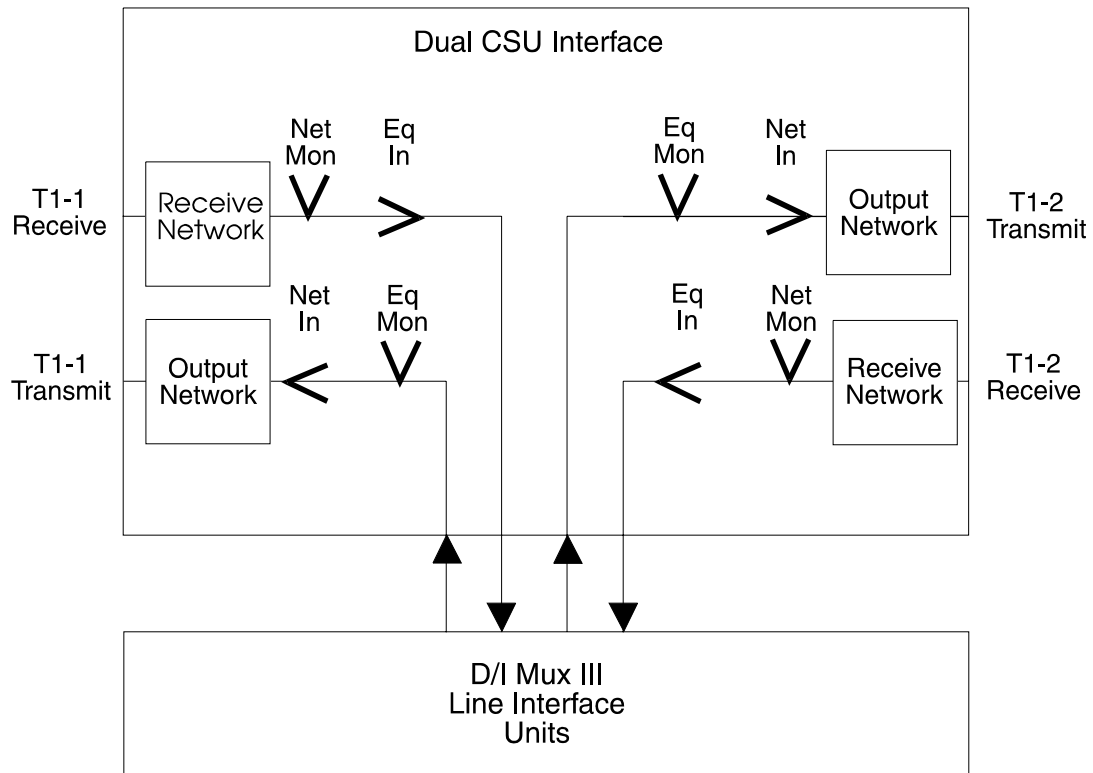 Dual CSU Interface
Net
Mon
Eq
In
Eq
Mon
Net
In
T1-1
Receive
Receive
Network
Output
Network
T1-2
Transmit
Net
In
Eq
Mon
Eq
In
Net
Mon
T1-1
Transmit
Output
Network
Receive
Network
T1-2
Receive
D/I Mux III
Line Interface
Units